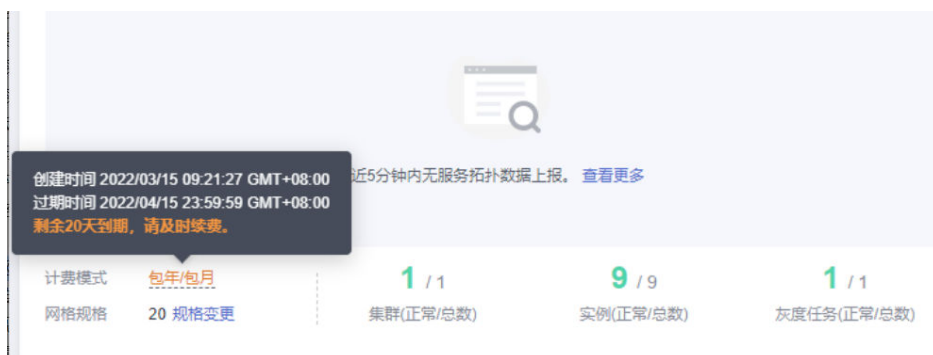 近5分钟内无服务拓扑数据上报。 查看更多
创建时间 2022/03/15 09:21:27 GMT+08:00
过期时间 2022/04/15 23:59:59 GMT+08:00
剩余20天到期，请及时续费。
计费模式 包年/包月
网格规格 20 规格变更
1 / 1
集群(正常/总数)
9 / 9
实例(正常/总数)
1 / 1
灰度任务(正常/总数)